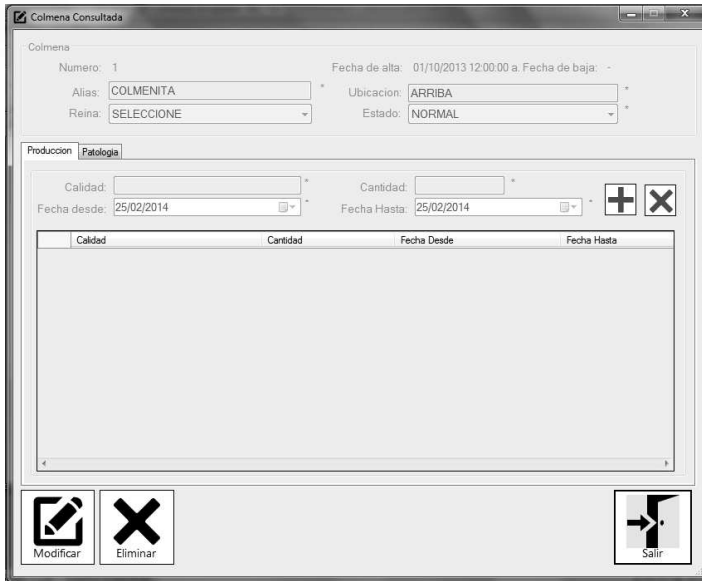 Colmena Consultada
Colmena
Numero: 1 Fecha de alta: 01/10/2013 12:00:00 a. Fecha de baja: -
Alias: COLMENITA * Ubicacion: ARRIBA *
Reina: SELECCIONE Estado: NORMAL *
Produccion Patologia
Calidad: * Cantidad: *
Fecha desde: 25/02/2014 * Fecha Hasta: 25/02/2014 *
Calidad Cantidad Fecha Desde Fecha Hasta
Modificar Eliminar Salir